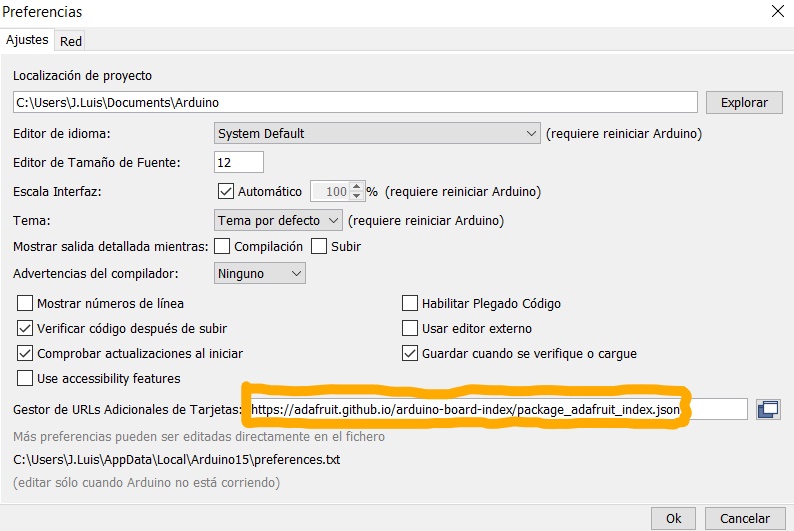 Preferencias
Ajustes Red
Localización de proyecto
C:\Users\J.Luis\Documents\Arduino Explorar
Editor de idioma: System Default (requiere reiniciar Arduino)
Editor de Tamaño de Fuente: 12
Escala Interfaz: Automático 100 % (requiere reiniciar Arduino)
Tema: Tema por defecto (requiere reiniciar Arduino)
Mostrar salida detallada mientras: Compilación Subir
Advertencias del compilador: Ninguno
Mostrar números de línea Habilitar Plegado Código
Verificar código después de subir Usar editor externo
Comprobar actualizaciones al iniciar Guardar cuando se verifique o cargue
Use accessibility features
Gestor de URLs Adicionales de Tarjetas: https://adafruit.github.io/arduino-board-index/package_adafruit_index.json
Más preferencias pueden ser editadas directamente en el fichero
C:\Users\J.Luis\AppData\Local\Arduino15\preferences.txt
(editar sólo cuando Arduino no está corriendo)
Ok Cancelar